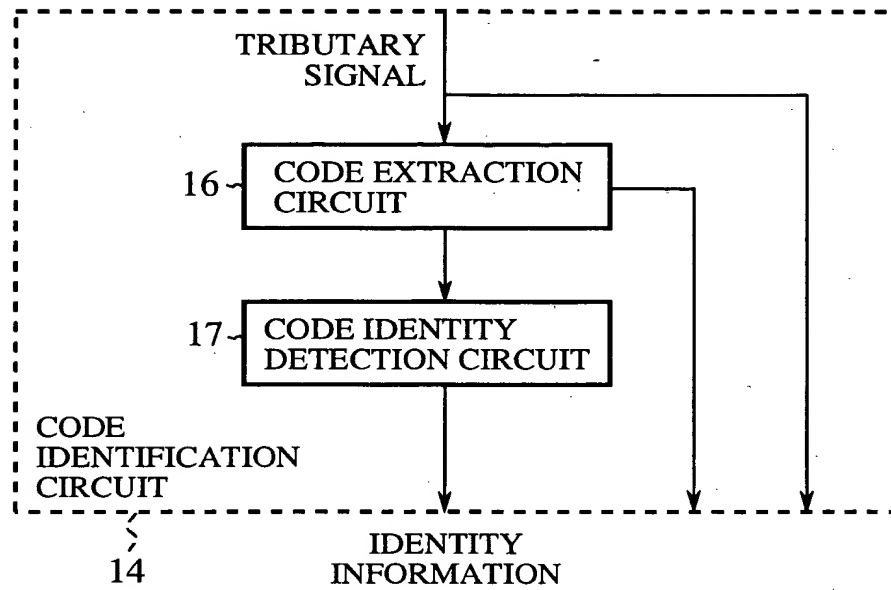 TRIBUTARY
SIGNAL
16
CODE EXTRACTION
CIRCUIT
17
CODE IDENTITY
DETECTION CIRCUIT
CODE
IDENTIFICATION
CIRCUIT
14
IDENTITY
INFORMATION